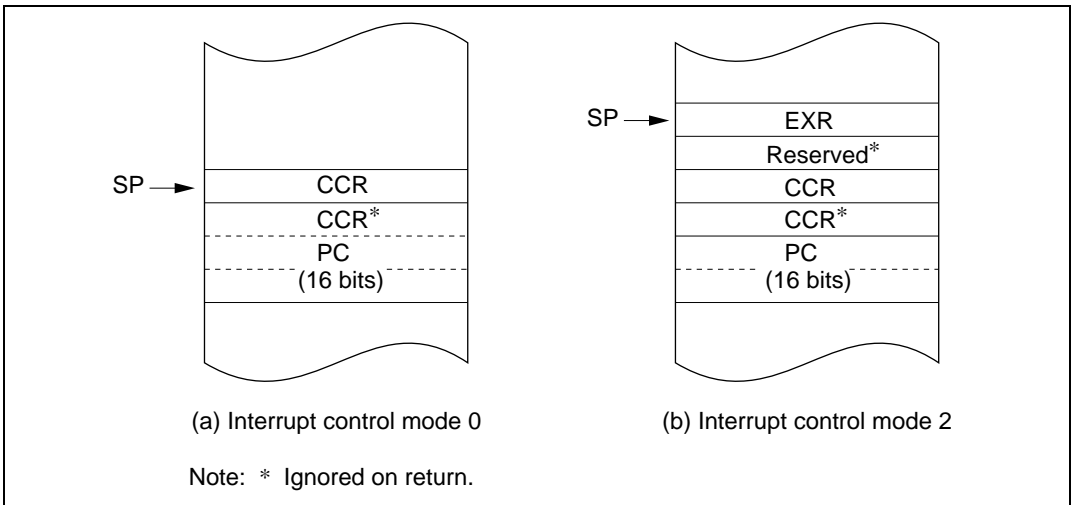 SP
CCR
CCR*
PC
(16 bits)
(a) Interrupt control mode 0
SP
EXR
Reserved*
CCR
CCR*
PC
(16 bits)
(b) Interrupt control mode 2
Note: * Ignored on return.